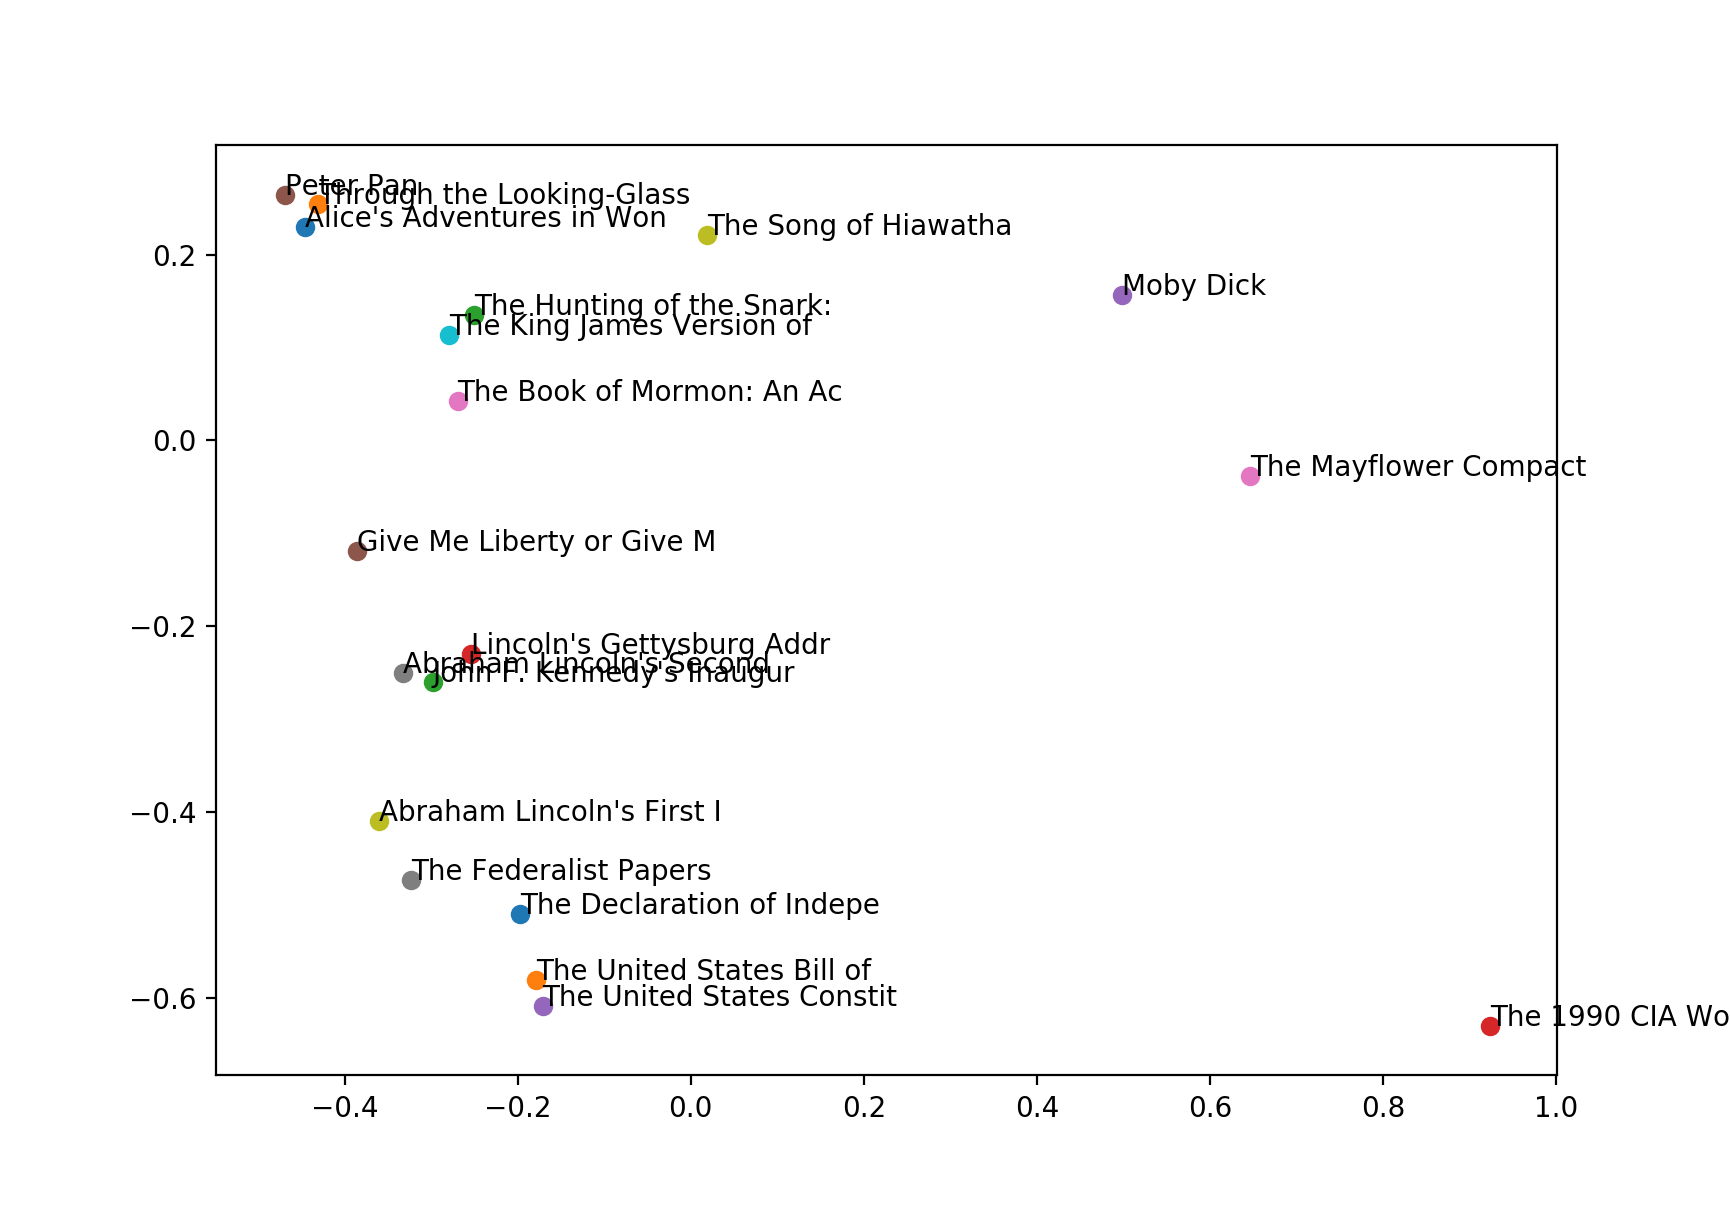 Peter Pan
Through the Looking-Glass
Alice's Adventures in Won
The Song of Hiawatha
0.2
Moby Dick
The Hunting of the Snark:
The King James Version of
The Book of Mormon: An Ac
0.0
The Mayflower Compact
Give Me Liberty or Give M
−0.2
Lincoln's Gettysburg Addr
Abraham Lincoln's Second
John F. Kennedy's Inaugur
−0.4
Abraham Lincoln's First I
The Federalist Papers
The Declaration of Indepe
The United States Bill of
The United States Constit
−0.6
The 1990 CIA Wo
−0.4 −0.2 0.0 0.2 0.4 0.6 0.8 1.0